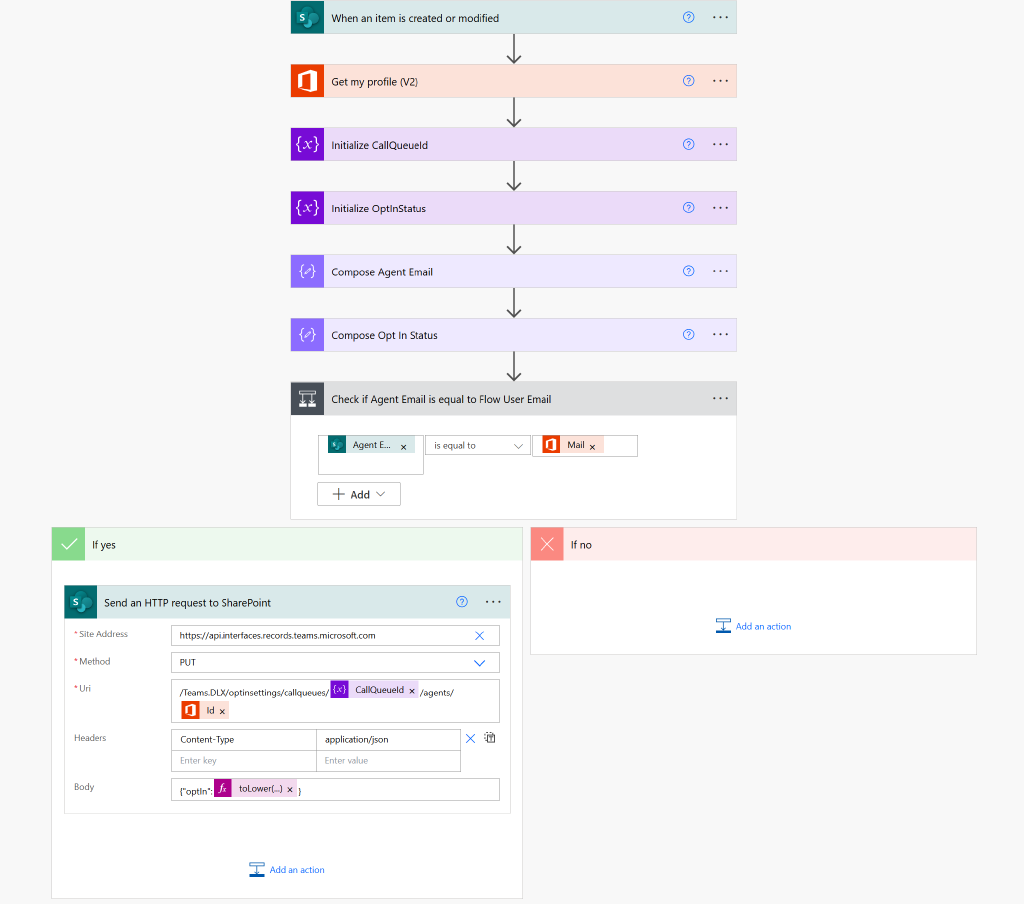 When an item is created or modified
Get my profile (V2)
{x} Initialize CallQueueId
{x} Initialize OptInStatus
Compose Agent Email
Compose Opt In Status
Check if Agent Email is equal to Flow User Email
Agent E... × is equal to Mail ×
+ Add
If yes
If no
Send an HTTP request to SharePoint
Add an action
* Site Address https://api.interfaces.records.teams.microsoft.com
* Method PUT
* Uri /Teams.DLX/optinsettings/callqueues/ {x} CallQueueId × /agents/
Id ×
Headers Content-Type application/json
Enter key Enter value
Body {"optIn": fx toLower(...) × }
Add an action